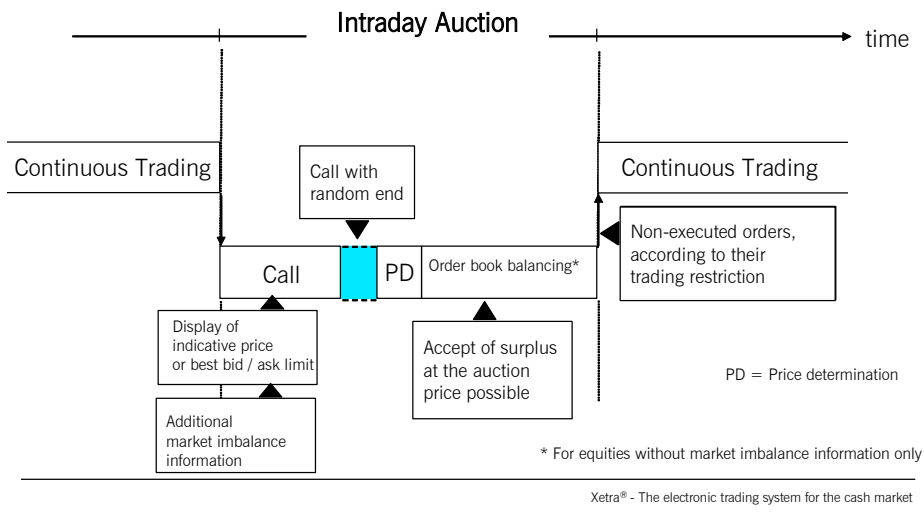 Intraday Auction
time
Continuous Trading
Continuous Trading
Call with
random end
Non-executed orders,
according to their
trading restriction
Call
PD
Order book balancing*
Display of
indicative price
or best bid / ask limit
Accept of surplus
at the auction
price possible
PD = Price determination
Additional
market imbalance
information
* For equities without market imbalance information only
Xetra® - The electronic trading system for the cash market